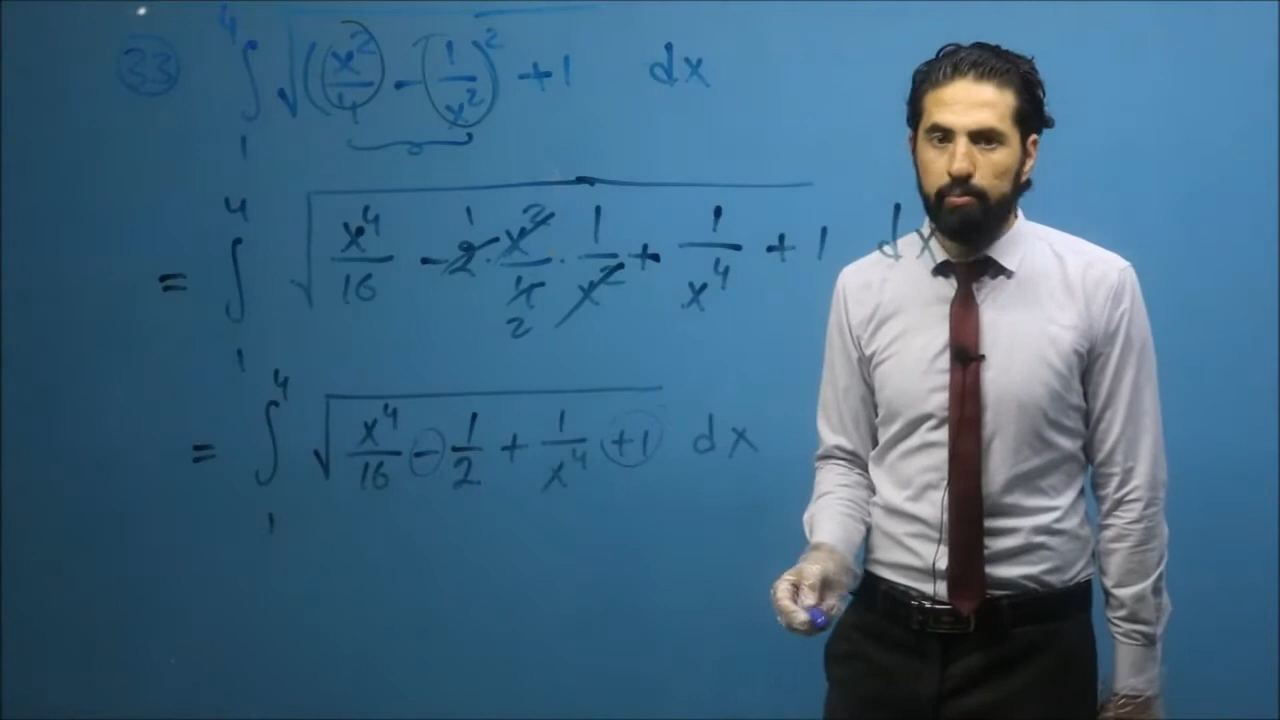 33 ∫₁⁴ √((x²/4 - 1/x²)² + 1) dx
= ∫₁⁴ √(x⁴/16 - 2 · x²/4 · 1/x² + 1/x⁴ + 1) dx
= ∫₁⁴ √(x⁴/16 - 1/2 + 1/x⁴ + 1) dx